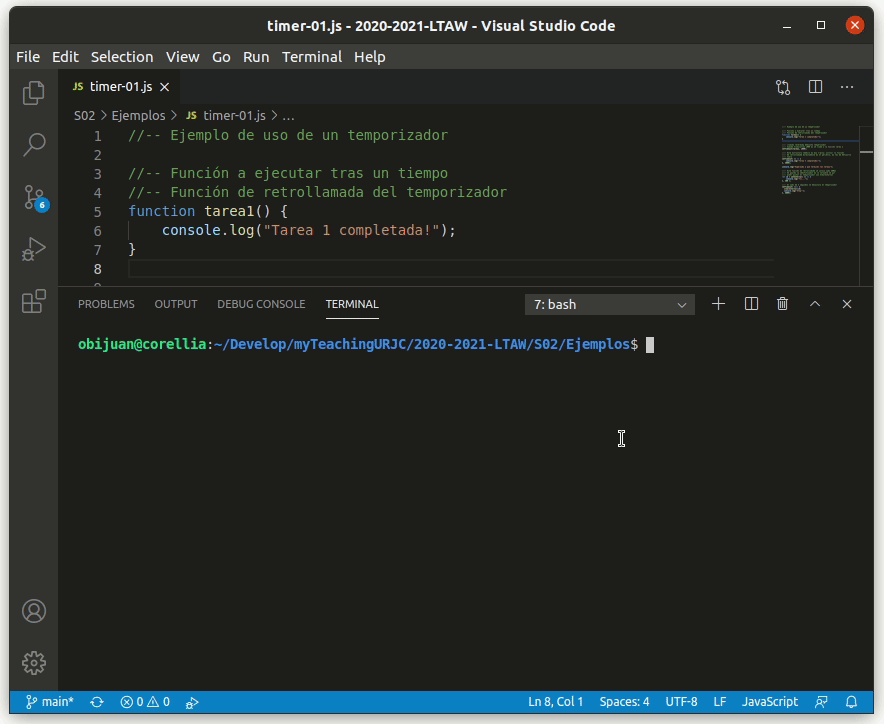 timer-01.js - 2020-2021-LTAW - Visual Studio Code
File Edit Selection View Go Run Terminal Help
JS timer-01.js
S02 > Ejemplos > JS timer-01.js > ...
1 //-- Ejemplo de uso de un temporizador
2
3 //-- Función a ejecutar tras un tiempo
4 //-- Función de retrollamada del temporizador
5 function tarea1() {
6 console.log("Tarea 1 completada!");
7 }
8
6
PROBLEMS OUTPUT DEBUG CONSOLE TERMINAL 7: bash
obijuan@corellia:~/Develop/myTeachingURJC/2020-2021-LTAW/S02/Ejemplos$
main* 0 0 Ln 8, Col 1 Spaces: 4 UTF-8 LF JavaScript